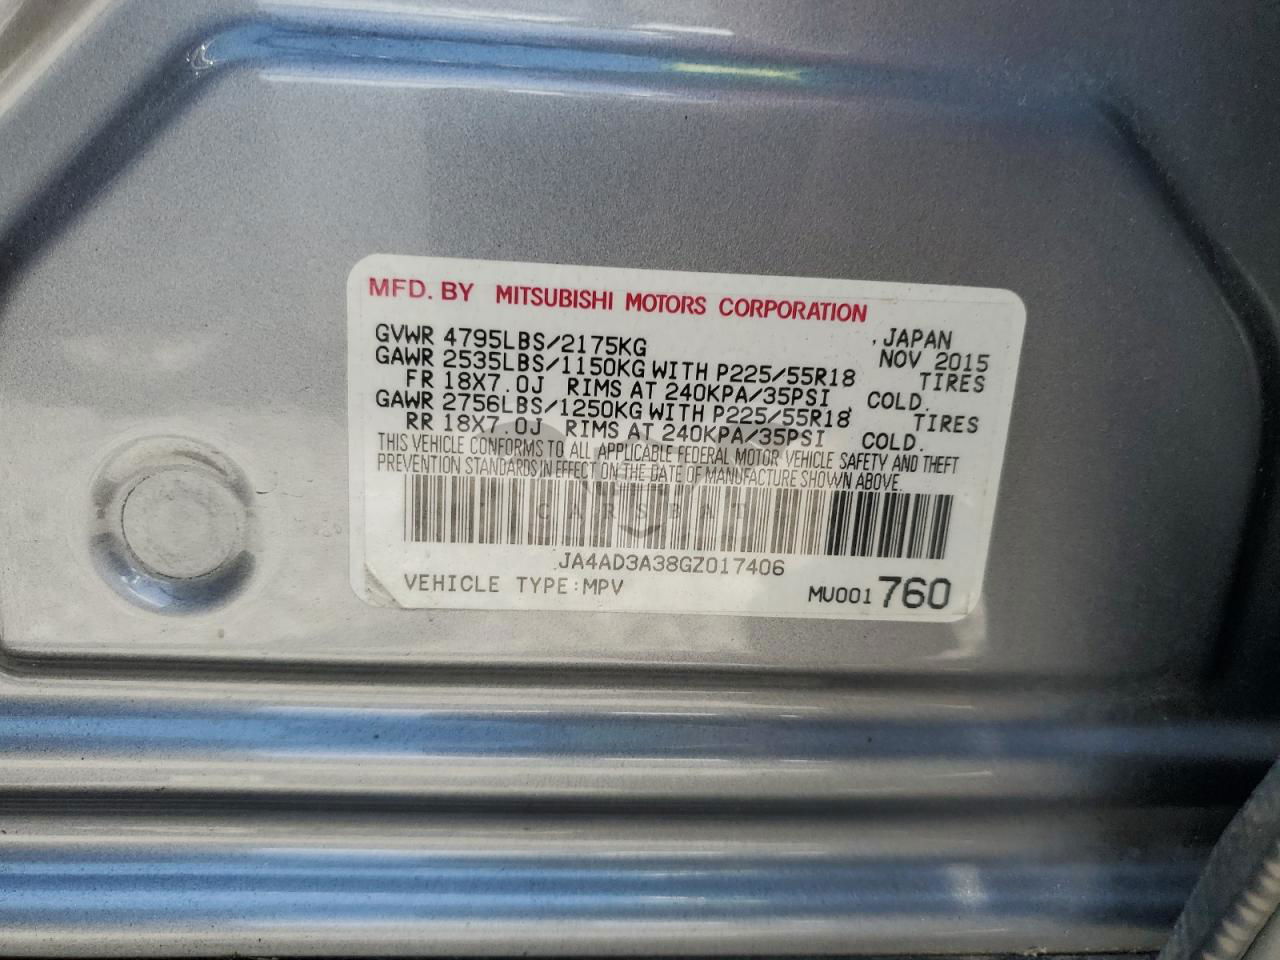 MFD. BY MITSUBISHI MOTORS CORPORATION
GVWR 4795LBS/2175KG JAPAN
NOV 2015
GAWR 2535LBS/1150KG WITH P225/55R18 TIRES
FR 18X7.0J RIMS AT 240KPA/35PSI COLD.
GAWR 2756LBS/1250KG WITH P225/55R18 TIRES
RR 18X7.0J RIMS AT 240KPA/35PSI COLD.
THIS VEHICLE CONFORMS TO ALL APPLICABLE FEDERAL MOTOR VEHICLE SAFETY AND THEFT
PREVENTION STANDARDS IN EFFECT ON THE DATE OF MANUFACTURE SHOWN ABOVE.
CARSPAD
JA4AD3A38GZ017406
VEHICLE TYPE:MPV
MU001 760